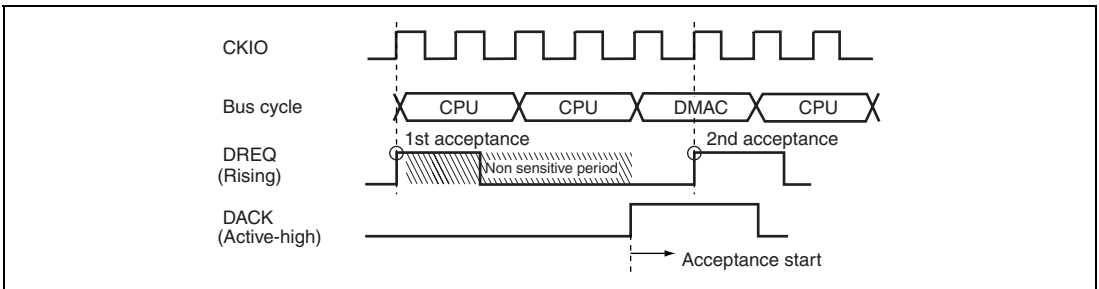 CKIO
Bus cycle
CPU CPU DMAC CPU
1st acceptance 2nd acceptance
DREQ
(Rising)
Non sensitive period
DACK
(Active-high)
Acceptance start